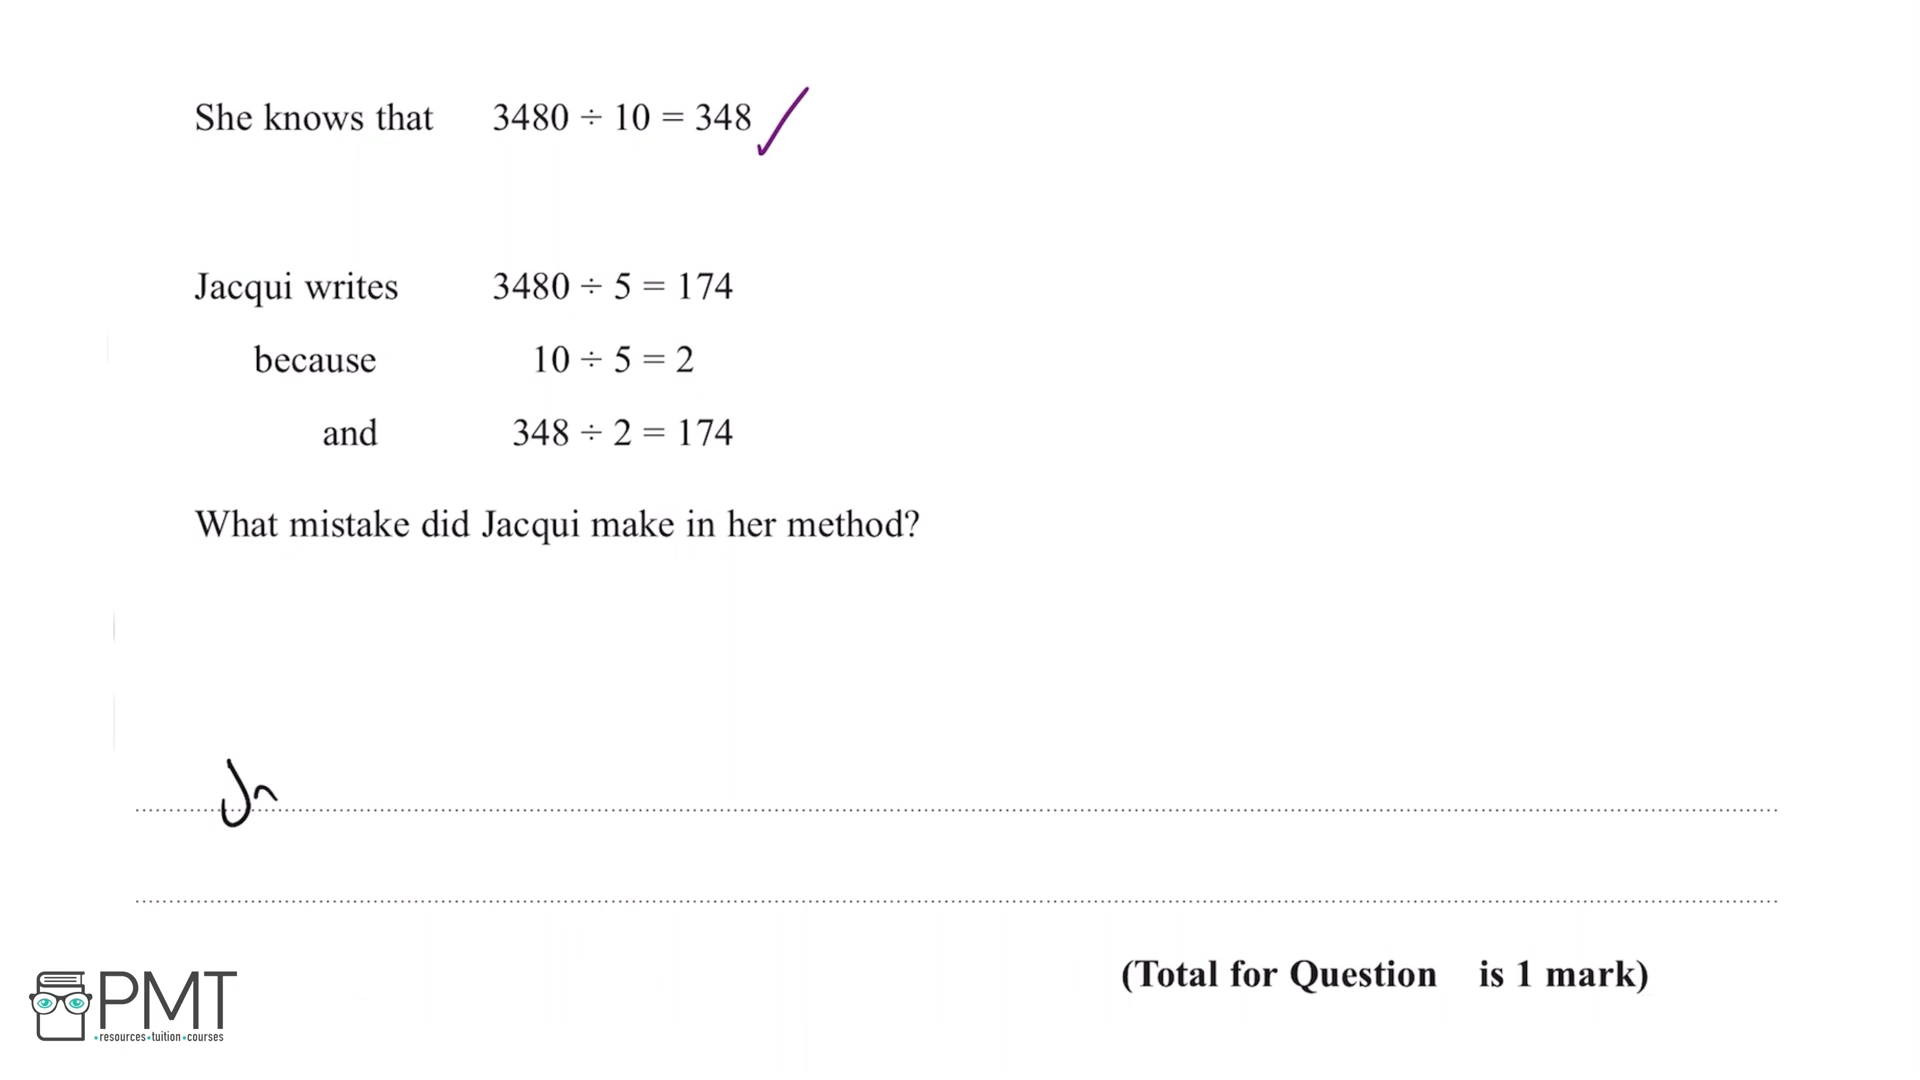 She knows that 3480 ÷ 10 = 348 ✓
Jacqui writes 3480 ÷ 5 = 174
because 10 ÷ 5 = 2
and 348 ÷ 2 = 174
What mistake did Jacqui make in her method?
(Total for Question is 1 mark)
PMT
•resources•tuition•courses